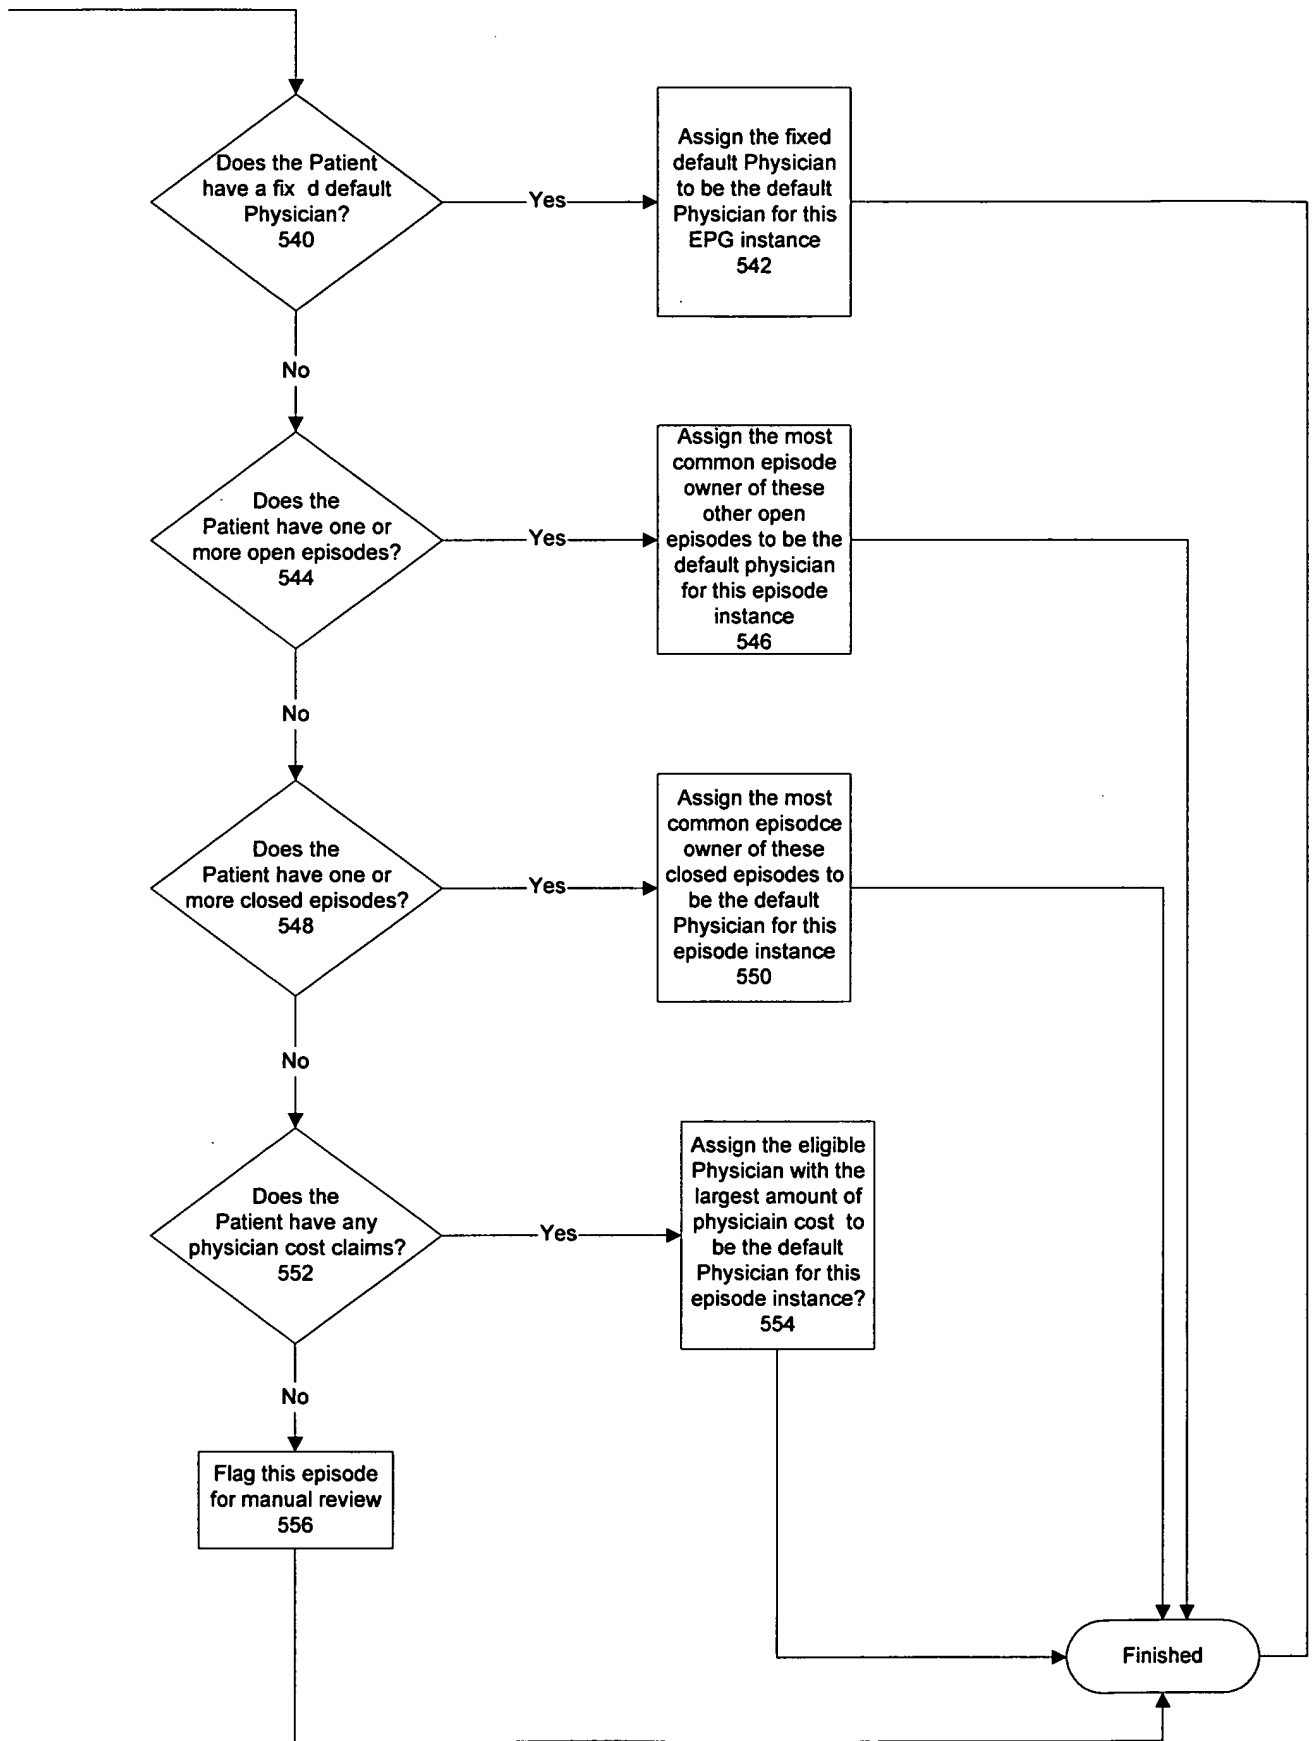 Does the Patient
have a fix d default
Physician?
540
Yes
Assign the fixed
default Physician
to be the default
Physician for this
EPG instance
542
No
Does the
Patient have one or
more open episodes?
544
Yes
Assign the most
common episode
owner of these
other open
episodes to be the
default physician
for this episode
instance
546
No
Does the
Patient have one or
more closed episodes?
548
Yes
Assign the most
common episodce
owner of these
closed episodes to
be the default
Physician for this
episode instance
550
No
Does the
Patient have any
physician cost claims?
552
Yes
Assign the eligible
Physician with the
largest amount of
physiciain cost to
be the default
Physician for this
episode instance?
554
No
Flag this episode
for manual review
556
Finished